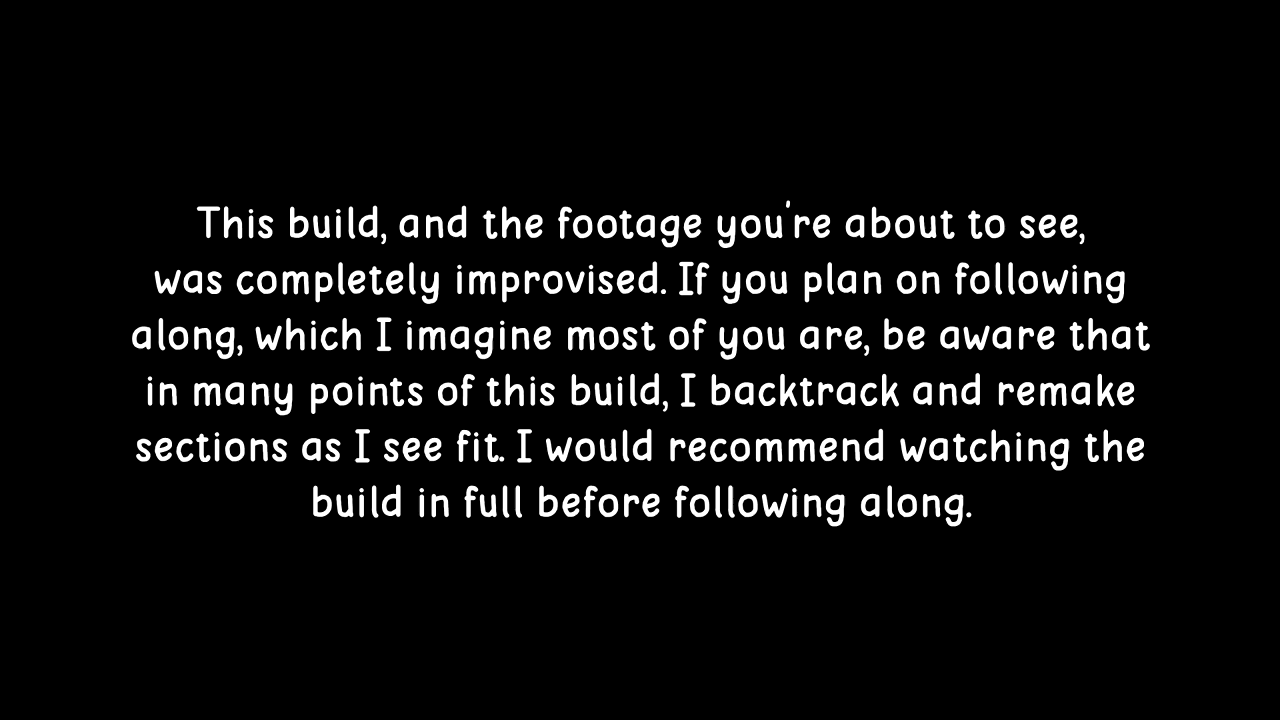 This build, and the footage you're about to see,
was completely improvised. If you plan on following
along, which I imagine most of you are, be aware that
in many points of this build, I backtrack and remake
sections as I see fit. I would recommend watching the
build in full before following along.